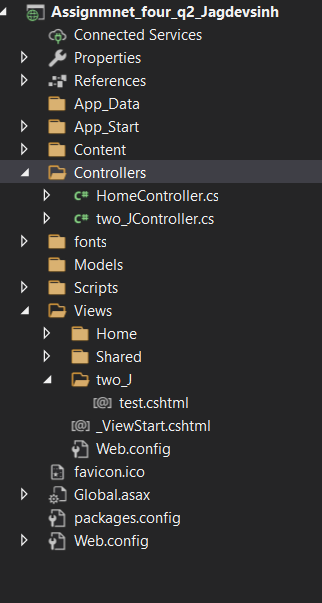 Assignmnet_four_q2_Jagdevsinh
Connected Services
Properties
References
App_Data
App_Start
Content
Controllers
C# HomeController.cs
C# two_JController.cs
fonts
Models
Scripts
Views
Home
Shared
two_J
[@] test.cshtml
[@] _ViewStart.cshtml
Web.config
favicon.ico
Global.asax
packages.config
Web.config